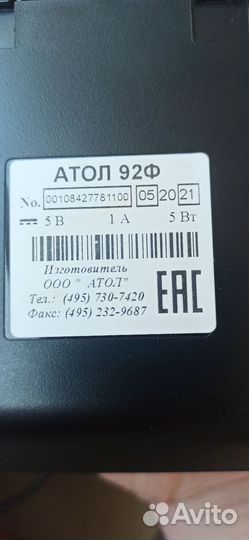 АТОЛ 92Ф
No. 00108427781100 05 20 21
5 В 1 А 5 Вт
Изготовитель
ООО " АТОЛ"
Тел.: (495) 730-7420
Факс: (495) 232-9687
ЕАС
Avito